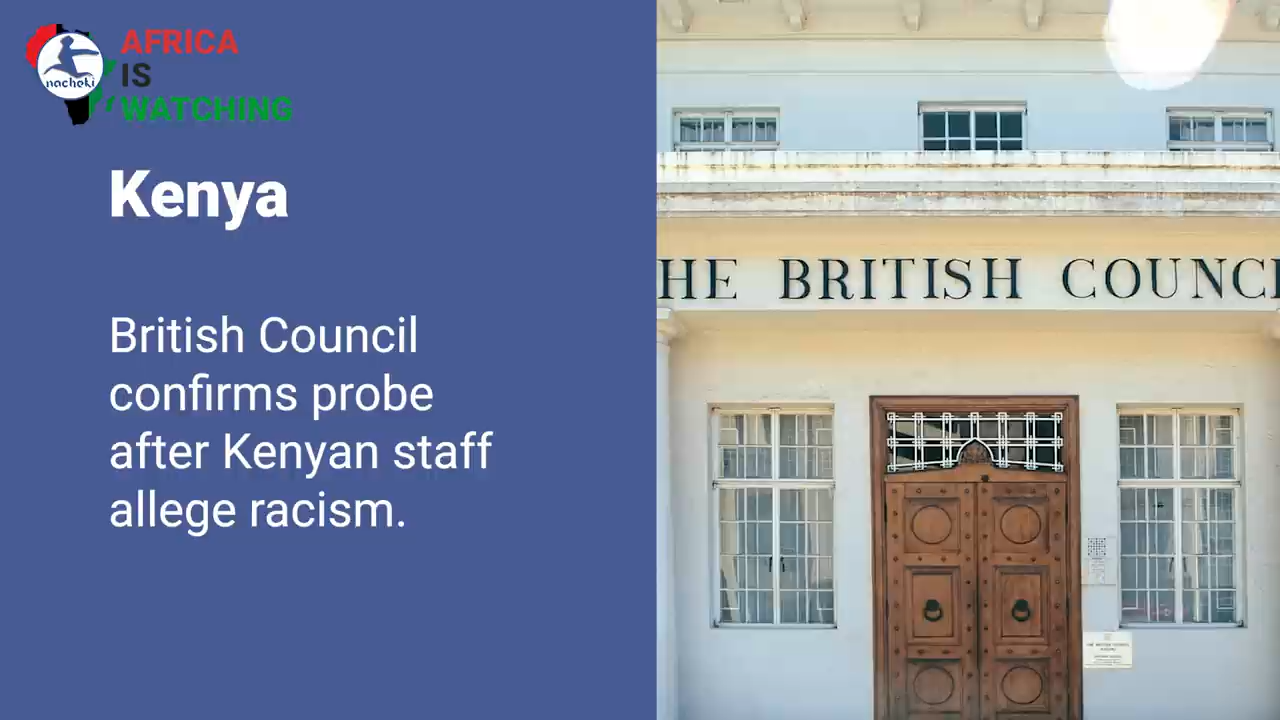 AFRICA
IS
WATCHING
nacheki
Kenya
British Council
confirms probe
after Kenyan staff
allege racism.
HE BRITISH COUNCI